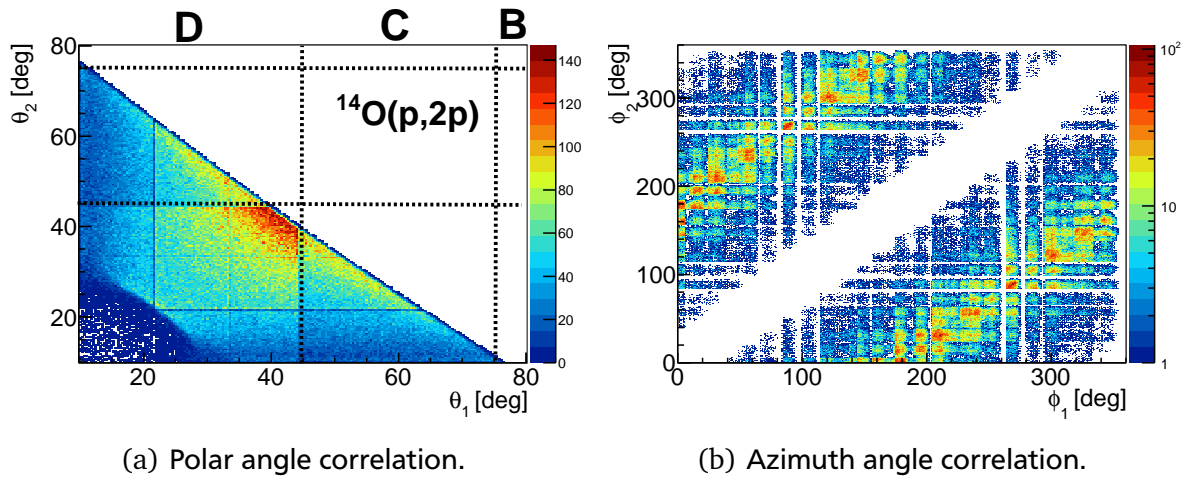 D C B
80
60
40
20
θ2 [deg]
14O(p,2p)
140
120
100
80
60
40
20
0
20 40 60 80
θ1 [deg]
(a) Polar angle correlation.
300
200
100
0
ϕ2 [deg]
10²
10
1
0 100 200 300
ϕ1 [deg]
(b) Azimuth angle correlation.